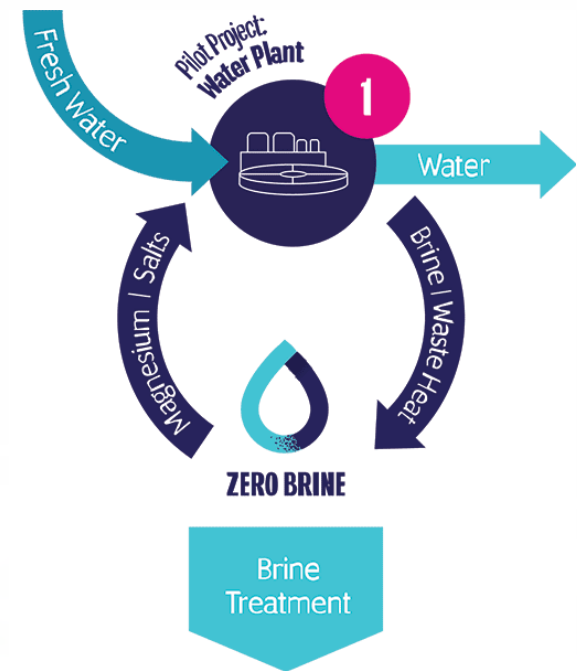 Pilot Project:
Water Plant
1
Fresh Water
Water
Brine | Waste Heat
Magnesium | Salts
ZERO BRINE
Brine
Treatment